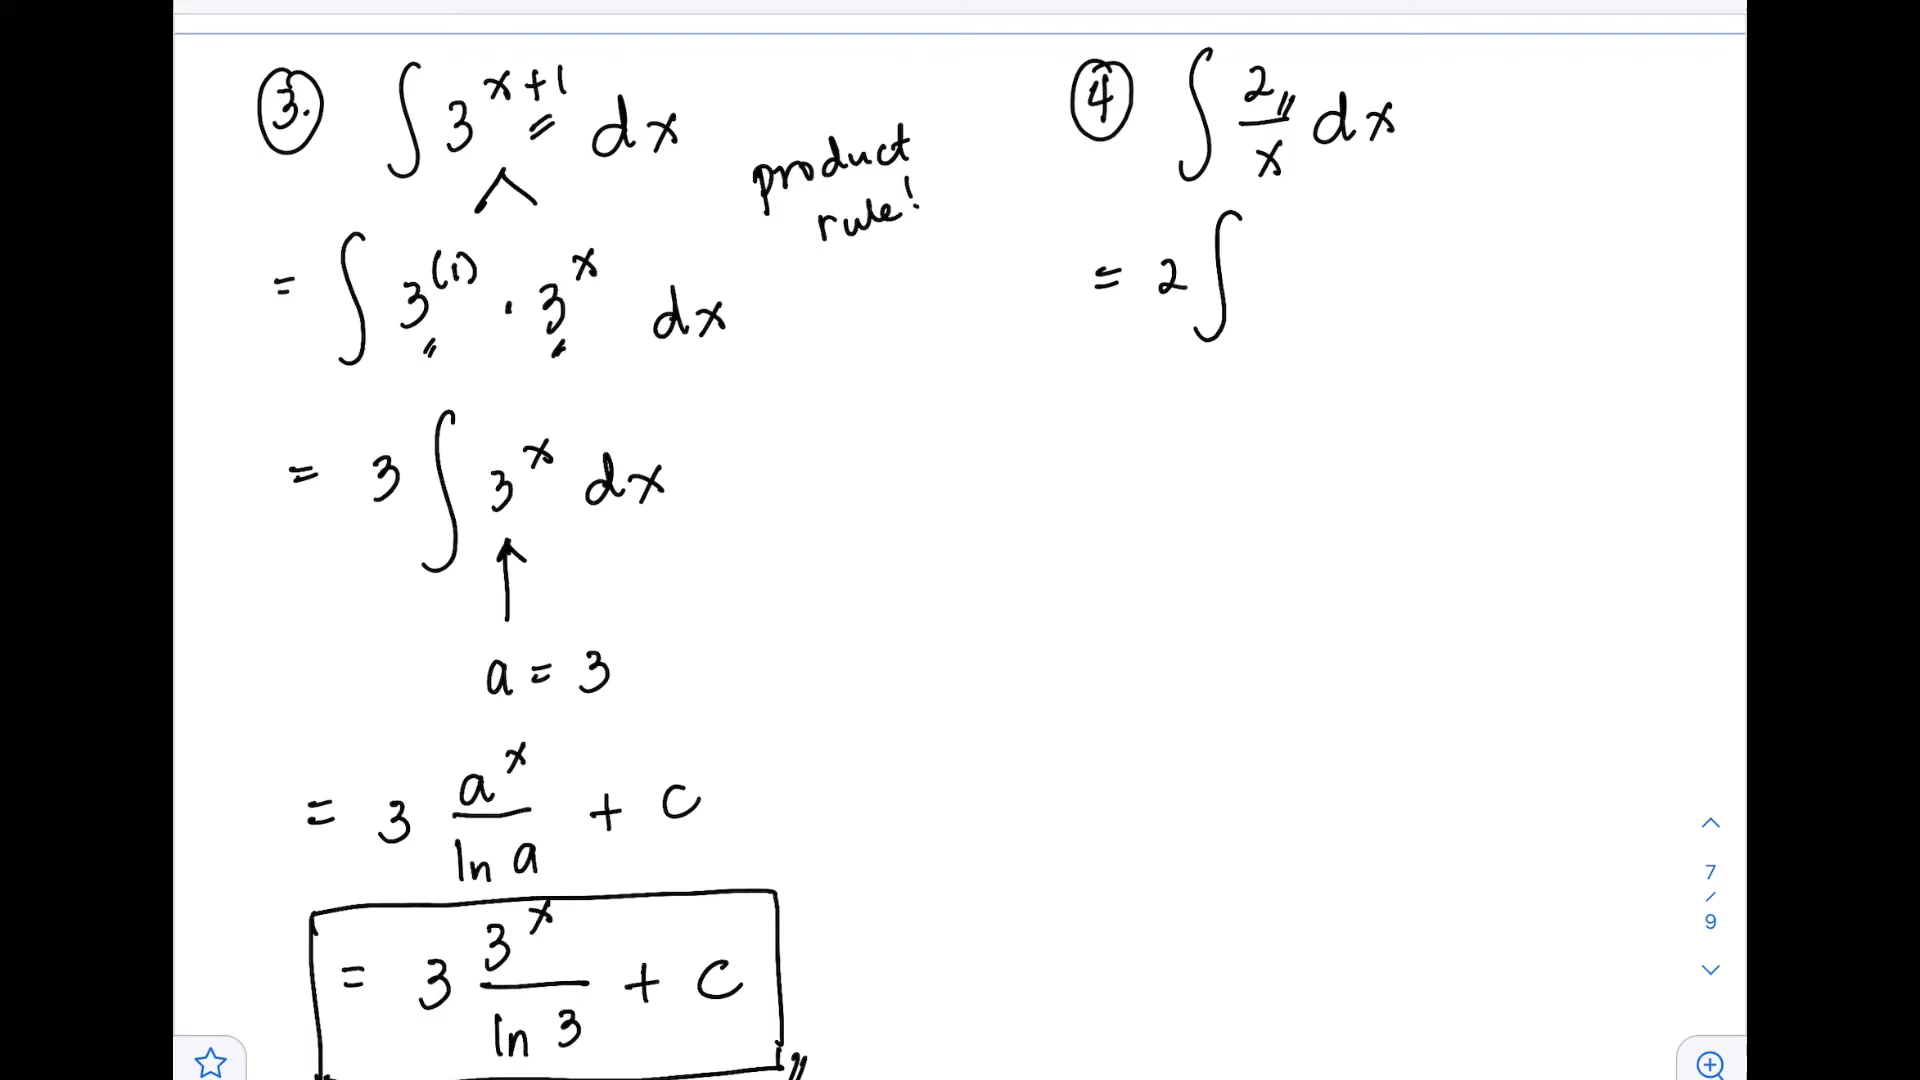 3. ∫ 3^(x+1) dx
product
rule!
= ∫ 3^(1) · 3^x dx
= 3 ∫ 3^x dx
a = 3
= 3 a^x / ln a + C
= 3 3^x / ln 3 + C
4 ∫ 2/x dx
= 2 ∫
7
/
9